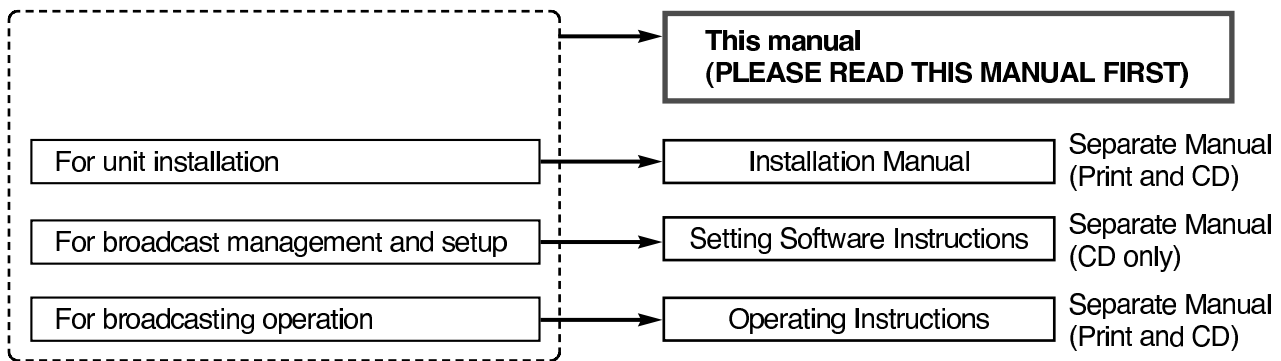 This manual
(PLEASE READ THIS MANUAL FIRST)
For unit installation
Installation Manual
Separate Manual
(Print and CD)
For broadcast management and setup
Setting Software Instructions
Separate Manual
(CD only)
For broadcasting operation
Operating Instructions
Separate Manual
(Print and CD)